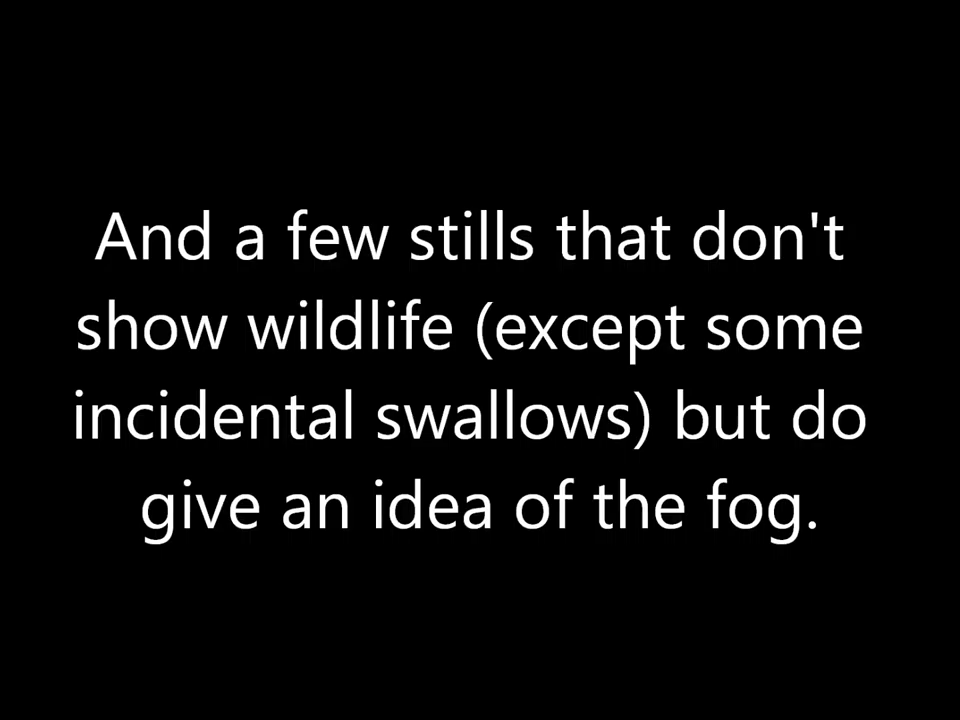 And a few stills that don't
show wildlife (except some
incidental swallows) but do
give an idea of the fog.